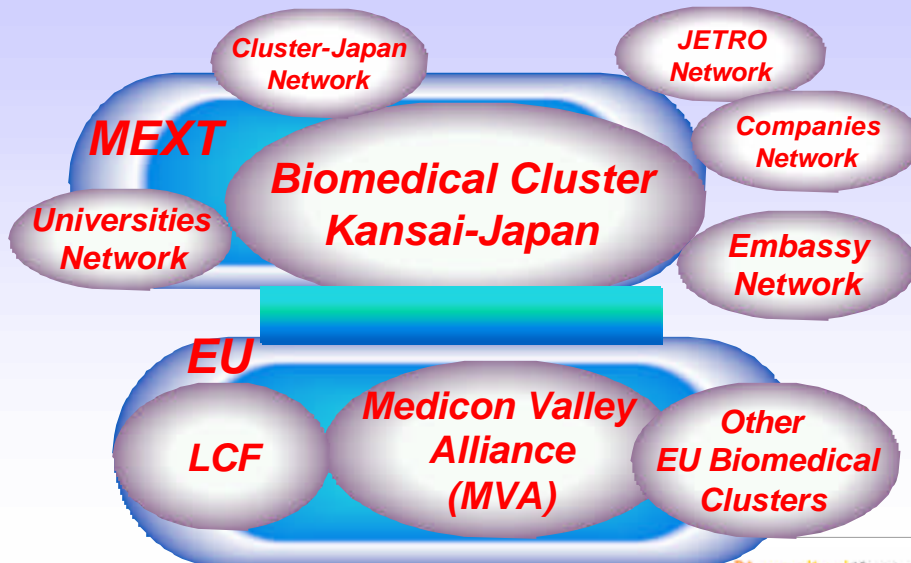 Cluster-Japan
Network
JETRO
Network
MEXT
Companies
Network
Biomedical Cluster
Kansai-Japan
Universities
Network
Embassy
Network
EU
LCF
Medicon Valley
Alliance
(MVA)
Other
EU Biomedical
Clusters